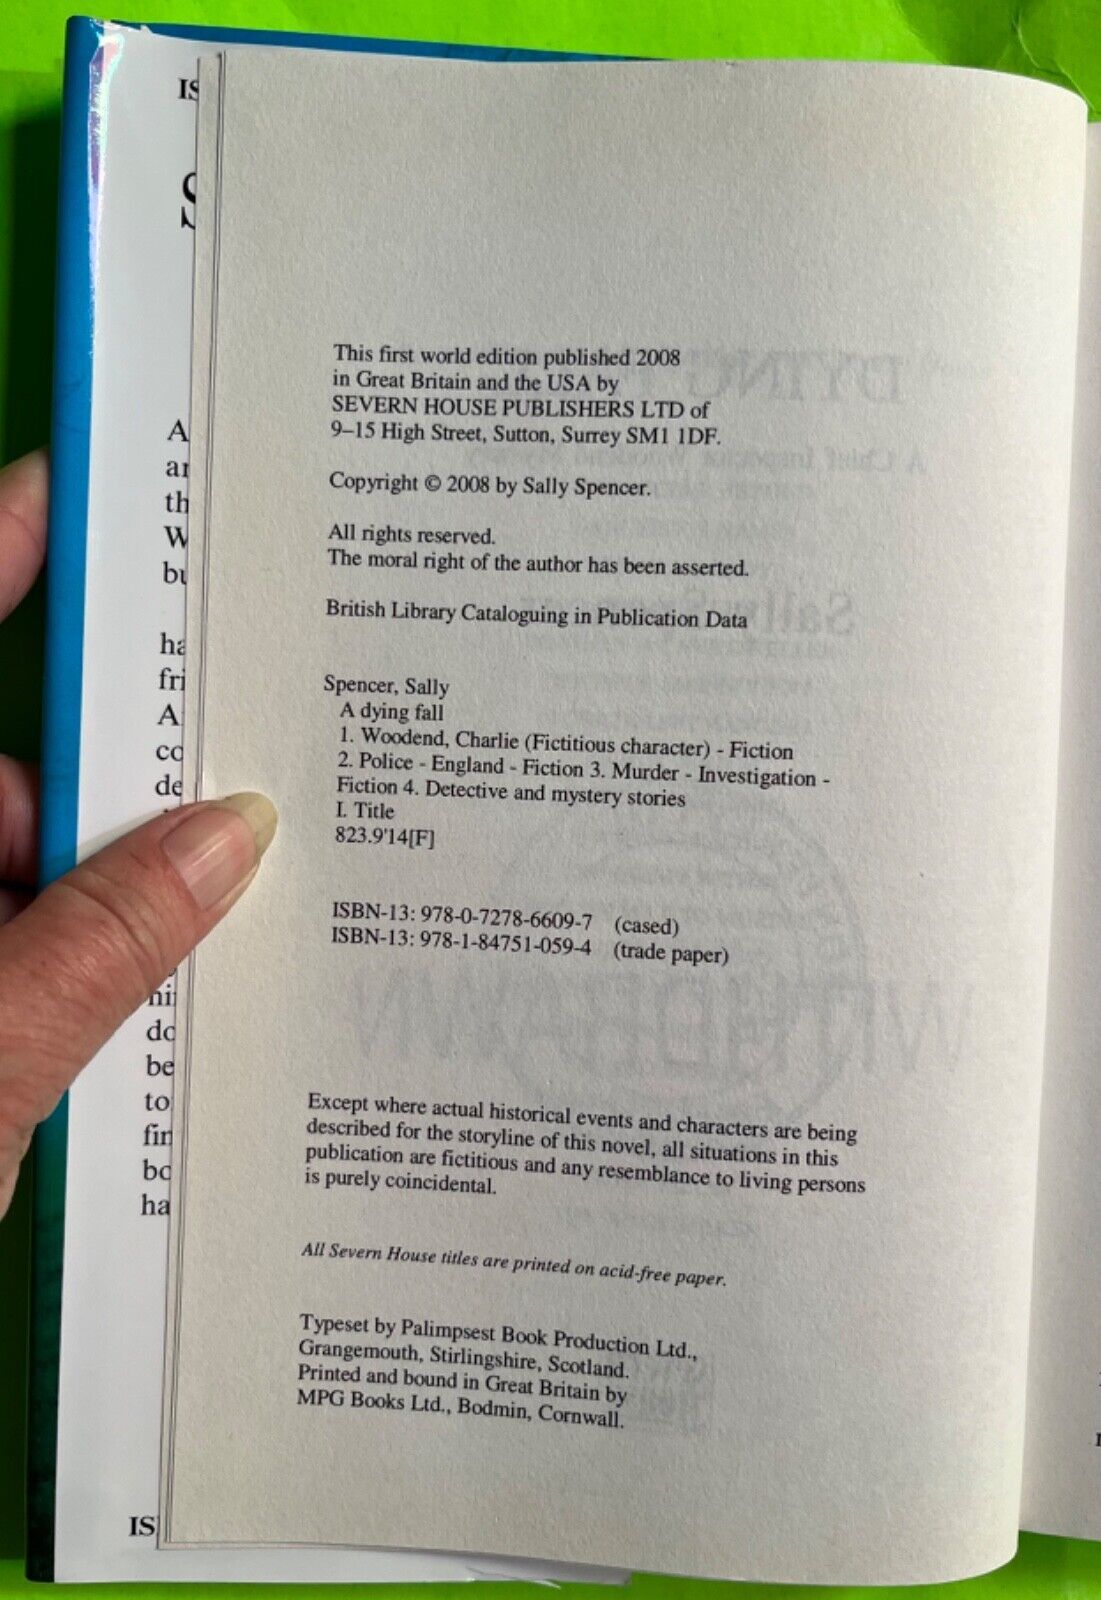 This first world edition published 2008
in Great Britain and the USA by
SEVERN HOUSE PUBLISHERS LTD of
9–15 High Street, Sutton, Surrey SM1 1DF.
Copyright © 2008 by Sally Spencer.
All rights reserved.
The moral right of the author has been asserted.
British Library Cataloguing in Publication Data
Spencer, Sally
A dying fall
1. Woodend, Charlie (Fictitious character) - Fiction
2. Police - England - Fiction 3. Murder - Investigation -
Fiction 4. Detective and mystery stories
I. Title
823.9'14[F]
ISBN-13: 978-0-7278-6609-7 (cased)
ISBN-13: 978-1-84751-059-4 (trade paper)
Except where actual historical events and characters are being
described for the storyline of this novel, all situations in this
publication are fictitious and any resemblance to living persons
is purely coincidental.
All Severn House titles are printed on acid-free paper.
Typeset by Palimpsest Book Production Ltd.,
Grangemouth, Stirlingshire, Scotland.
Printed and bound in Great Britain by
MPG Books Ltd., Bodmin, Cornwall.